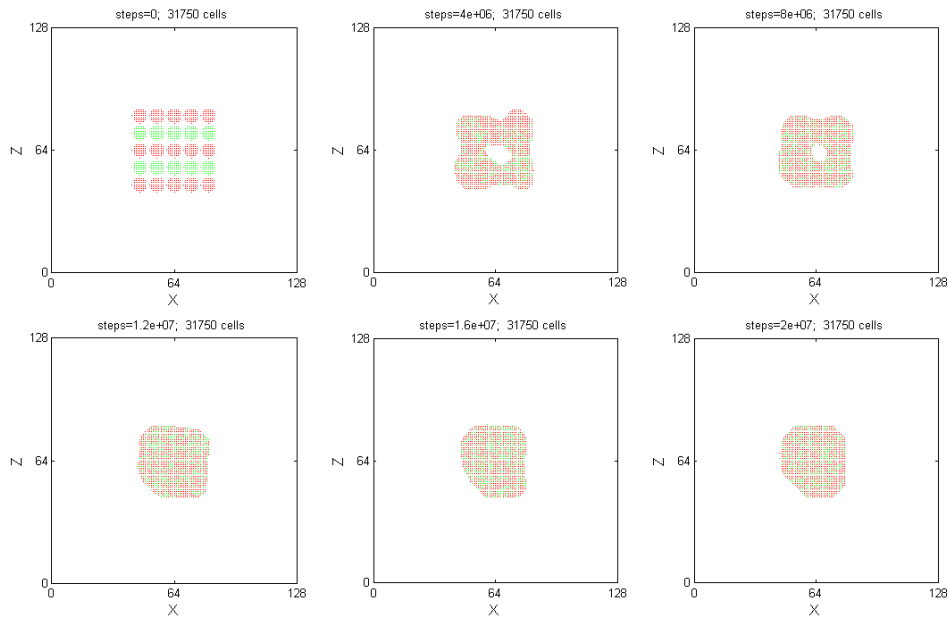 steps=0;  31750 cells
steps=4e+06;  31750 cells
steps=8e+06;  31750 cells
128
Z
64
0
0
64
128
X
128
Z
64
0
0
64
128
X
128
Z
64
0
0
64
128
X
steps=1.2e+07;  31750 cells
steps=1.6e+07;  31750 cells
steps=2e+07;  31750 cells
128
Z
64
0
0
64
128
X
128
Z
64
0
0
64
128
X
128
Z
64
0
0
64
128
X